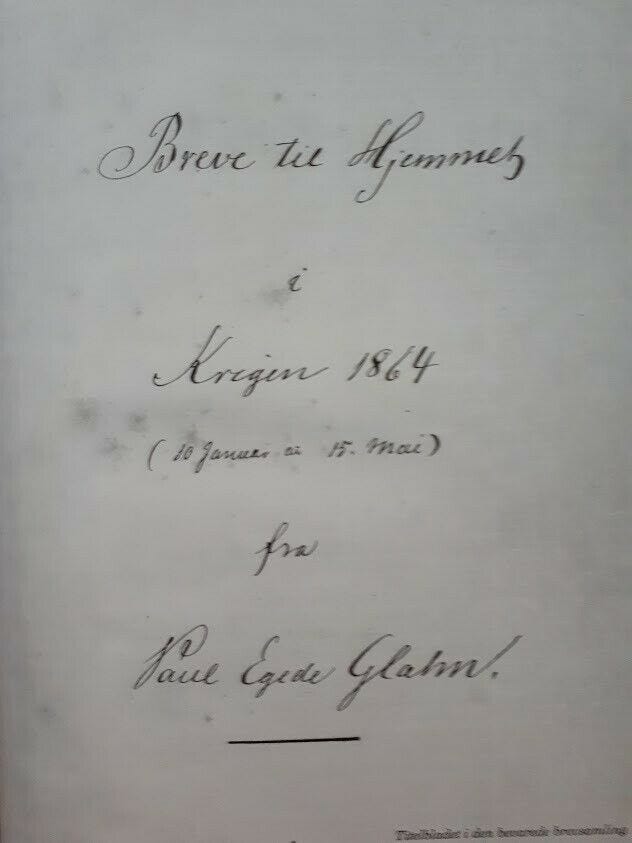 Breve til Hjemmet
i
Krigen 1864
(10 Januar til 15. Mai)
fra
Paul Egede Glahn.
Titelbladet i den bevarede brevsamling.